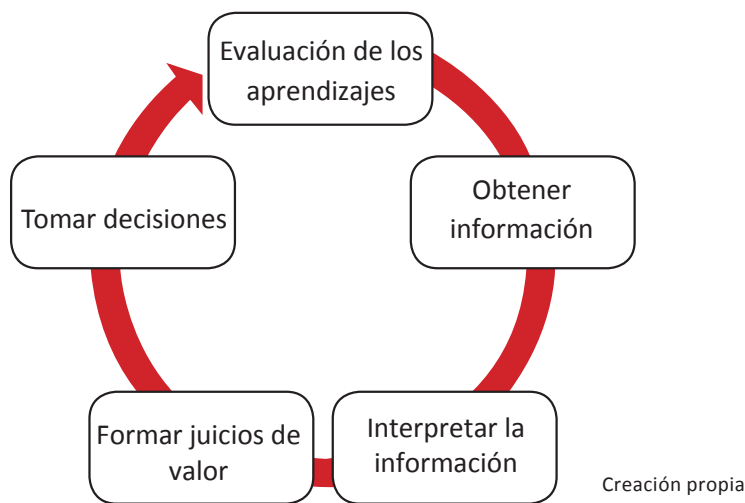 Evaluación de los
aprendizajes
Obtener
información
Interpretar la
información
Formar juicios de
valor
Tomar decisiones
Creación propia